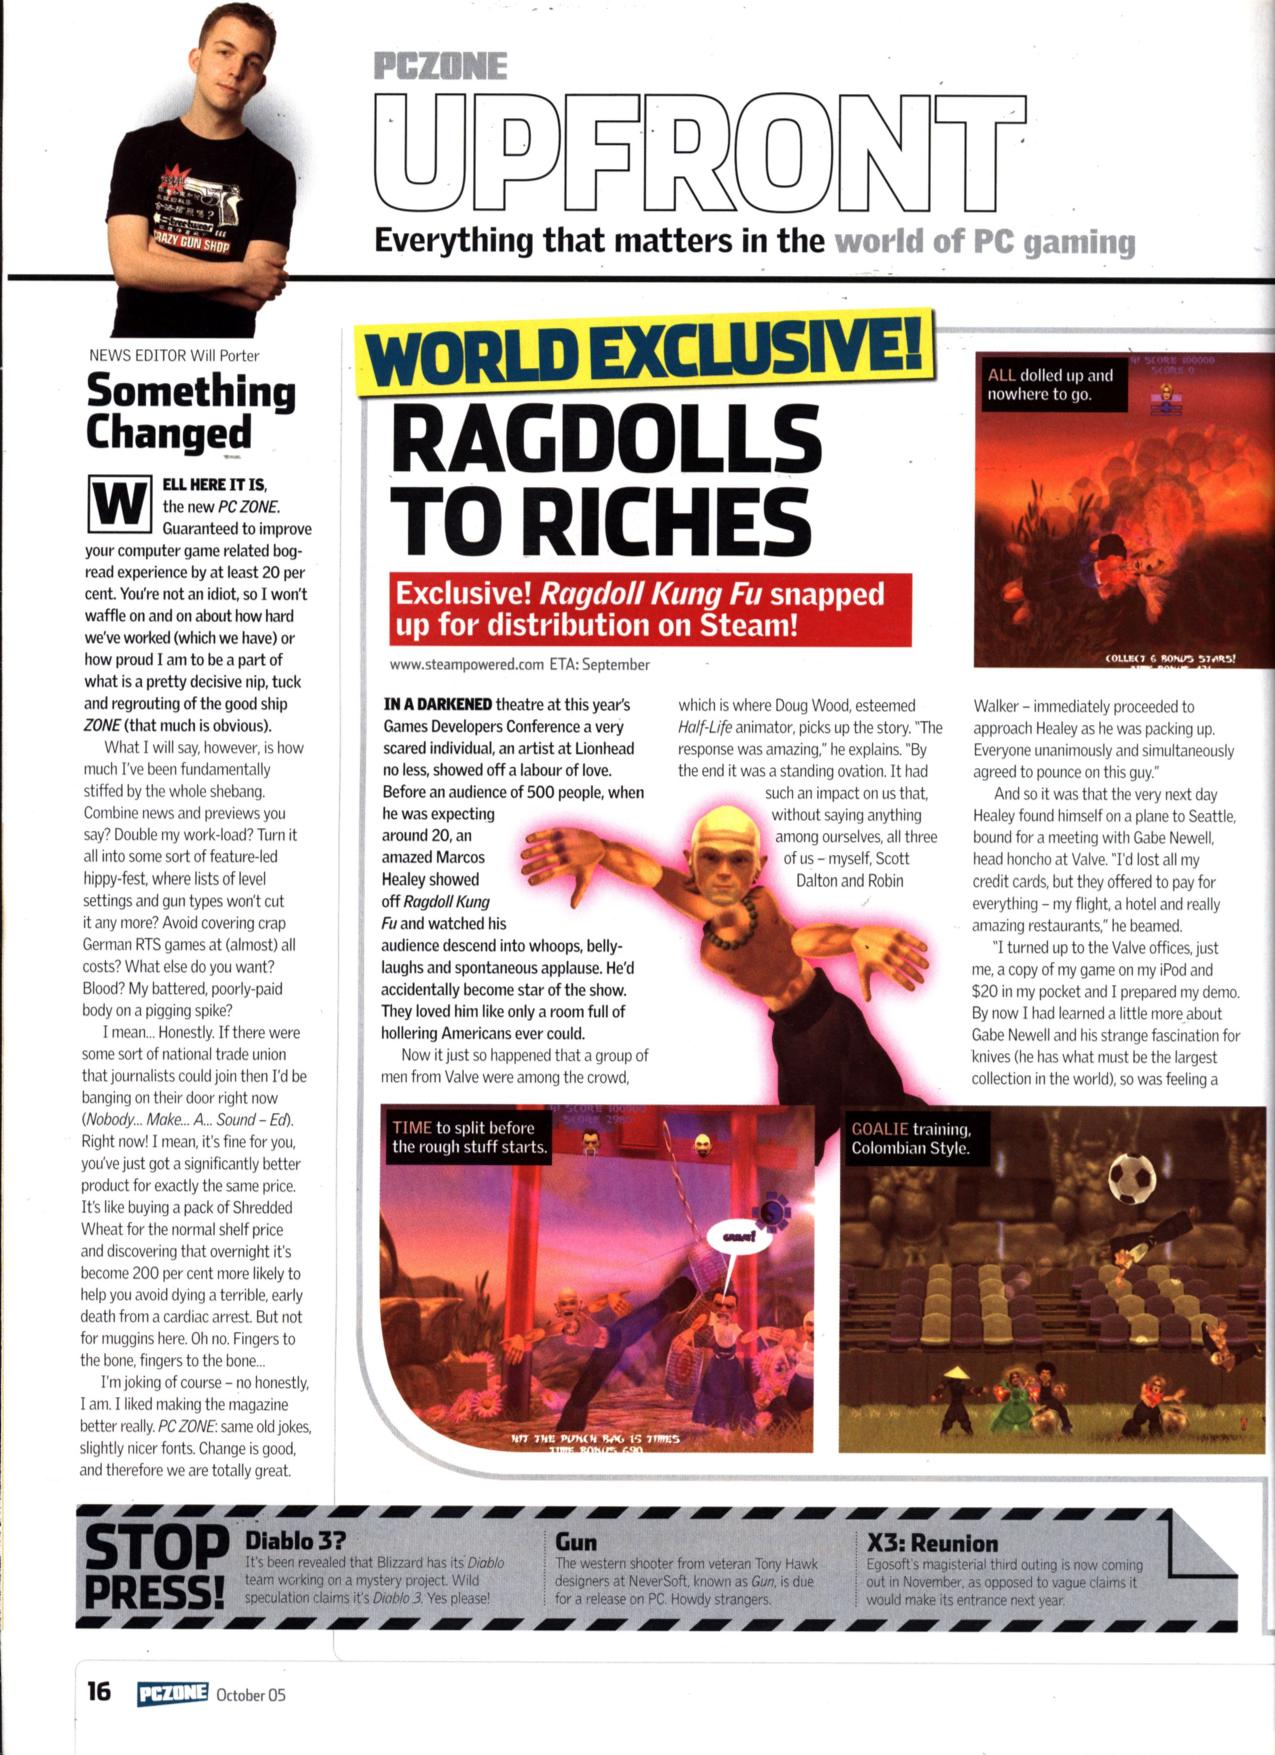 PCZONE
UPFRONT
Everything that matters in the world of PC gaming
CRAZY GUN SHOP
NEWS EDITOR Will Porter
Something
Changed
WELL HERE IT IS,
the new PC ZONE.
Guaranteed to improve
your computer game related bog-
read experience by at least 20 per
cent. You're not an idiot, so I won't
waffle on and on about how hard
we've worked (which we have) or
how proud I am to be a part of
what is a pretty decisive nip, tuck
and regrouting of the good ship
ZONE (that much is obvious).
What I will say, however, is how
much I've been fundamentally
stiffed by the whole shebang.
Combine news and previews you
say? Double my work-load? Turn it
all into some sort of feature-led
hippy-fest, where lists of level
settings and gun types won't cut
it any more? Avoid covering crap
German RTS games at (almost) all
costs? What else do you want?
Blood? My battered, poorly-paid
body on a pigging spike?
I mean... Honestly. If there were
some sort of national trade union
that journalists could join then I'd be
banging on their door right now
(Nobody... Make... A... Sound – Ed).
Right now! I mean, it's fine for you,
you've just got a significantly better
product for exactly the same price.
It's like buying a pack of Shredded
Wheat for the normal shelf price
and discovering that overnight it's
become 200 per cent more likely to
help you avoid dying a terrible, early
death from a cardiac arrest. But not
for muggins here. Oh no. Fingers to
the bone, fingers to the bone...
I'm joking of course – no honestly,
I am. I liked making the magazine
better really. PC ZONE: same old jokes,
slightly nicer fonts. Change is good,
and therefore we are totally great.
WORLD EXCLUSIVE!
RAGDOLLS
TO RICHES
Exclusive! Ragdoll Kung Fu snapped
up for distribution on Steam!
www.steampowered.com ETA: September
IN A DARKENED theatre at this year's
Games Developers Conference a very
scared individual, an artist at Lionhead
no less, showed off a labour of love.
Before an audience of 500 people, when
he was expecting
around 20, an
amazed Marcos
Healey showed
off Ragdoll Kung
Fu and watched his
audience descend into whoops, belly-
laughs and spontaneous applause. He'd
accidentally become star of the show.
They loved him like only a room full of
hollering Americans ever could.
Now it just so happened that a group of
men from Valve were among the crowd,
which is where Doug Wood, esteemed
Half-Life animator, picks up the story. "The
response was amazing," he explains. "By
the end it was a standing ovation. It had
such an impact on us that,
without saying anything
among ourselves, all three
of us – myself, Scott
Dalton and Robin
Walker – immediately proceeded to
approach Healey as he was packing up.
Everyone unanimously and simultaneously
agreed to pounce on this guy."
And so it was that the very next day
Healey found himself on a plane to Seattle,
bound for a meeting with Gabe Newell,
head honcho at Valve. "I'd lost all my
credit cards, but they offered to pay for
everything – my flight, a hotel and really
amazing restaurants," he beamed.
"I turned up to the Valve offices, just
me, a copy of my game on my iPod and
$20 in my pocket and I prepared my demo.
By now I had learned a little more about
Gabe Newell and his strange fascination for
knives (he has what must be the largest
collection in the world), so was feeling a
ALL dolled up and
nowhere to go.
HI SCORE 100000
SCORE 0
COLLECT 6 BONUS STARS!
TIME to split before
the rough stuff starts.
HI SCORE 100000
HIT THE PUNCH BAG 15 TIMES
TIME BONUS 690
GOALIE training,
Colombian Style.
STOP
PRESS!
Diablo 3?
It's been revealed that Blizzard has its Diablo
team working on a mystery project. Wild
speculation claims it's Diablo 3. Yes please!
Gun
The western shooter from veteran Tony Hawk
designers at NeverSoft, known as Gun, is due
for a release on PC. Howdy strangers.
X3: Reunion
Egosoft's magisterial third outing is now coming
out in November, as opposed to vague claims it
would make its entrance next year.
16 PCZONE October 05